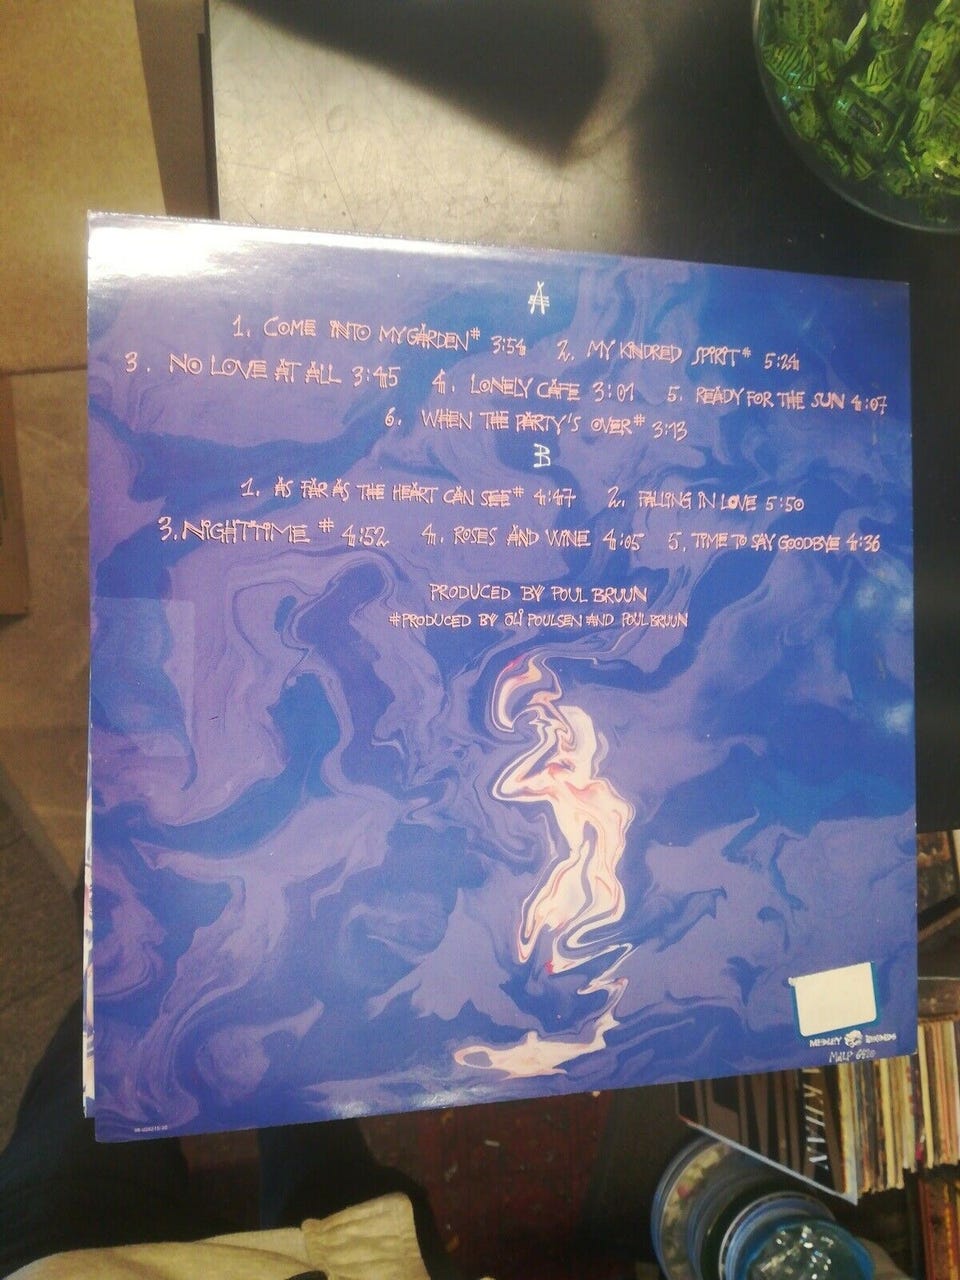 A
1. COME INTO MY GARDEN# 3:54 2. MY KINDRED SPIRIT# 5:24
3. NO LOVE AT ALL 3:45 4. LONELY CAFE 3:01 5. READY FOR THE SUN 4:07
6. WHEN THE PARTY'S OVER# 3:13
B
1. AS FAR AS THE HEART CAN SEE# 4:47 2. FALLING IN LOVE 5:50
3. NIGHTTIME # 4:52 4. ROSES AND WINE 4:05 5. TIME TO SAY GOODBYE 4:36
PRODUCED BY POUL BRUUN
#PRODUCED BY ÖLI POULSEN AND POUL BRUUN
MEDLEY RECORDS
MdLP
KHAN